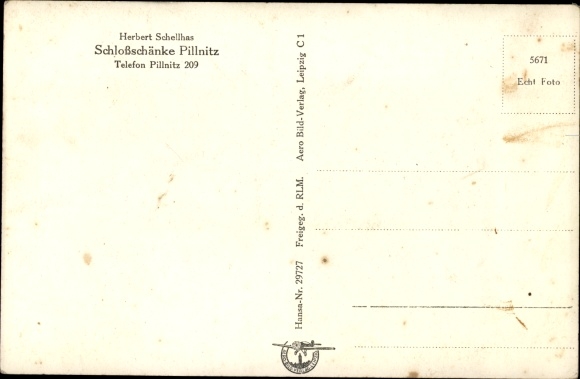 Herbert Schellhas
Schloßschänke Pillnitz
Telefon Pillnitz 209
Hansa-Nr. 29727 Freigeg. d. RLM. Aero Bild-Verlag, Leipzig C 1
5671
Echt Foto